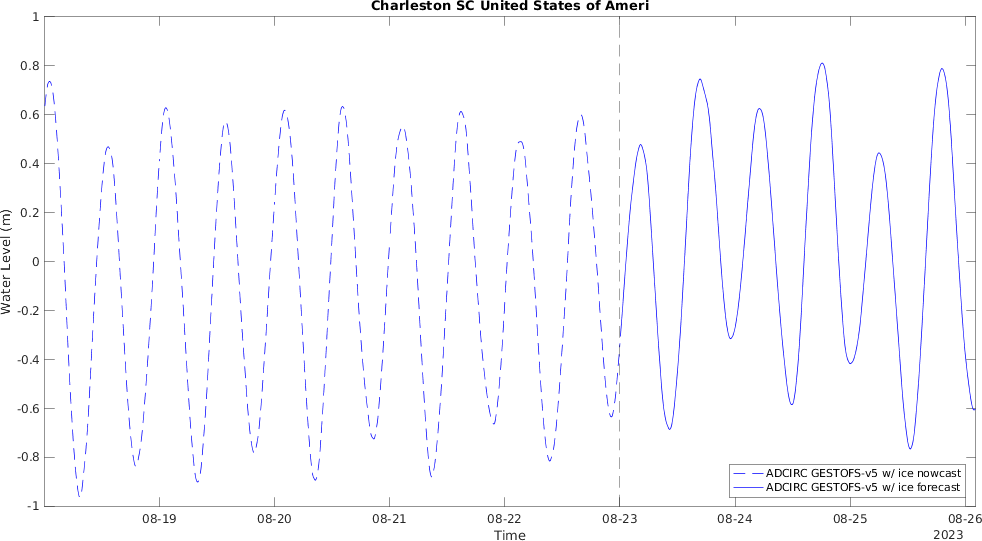 Charleston SC United States of Ameri
Water Level (m)
1
0.8
0.6
0.4
0.2
0
-0.2
-0.4
-0.6
-0.8
-1
ADCIRC GESTOFS-v5 w/ ice nowcast
ADCIRC GESTOFS-v5 w/ ice forecast
08-19 08-20 08-21 08-22 08-23 08-24 08-25 08-26
Time
2023